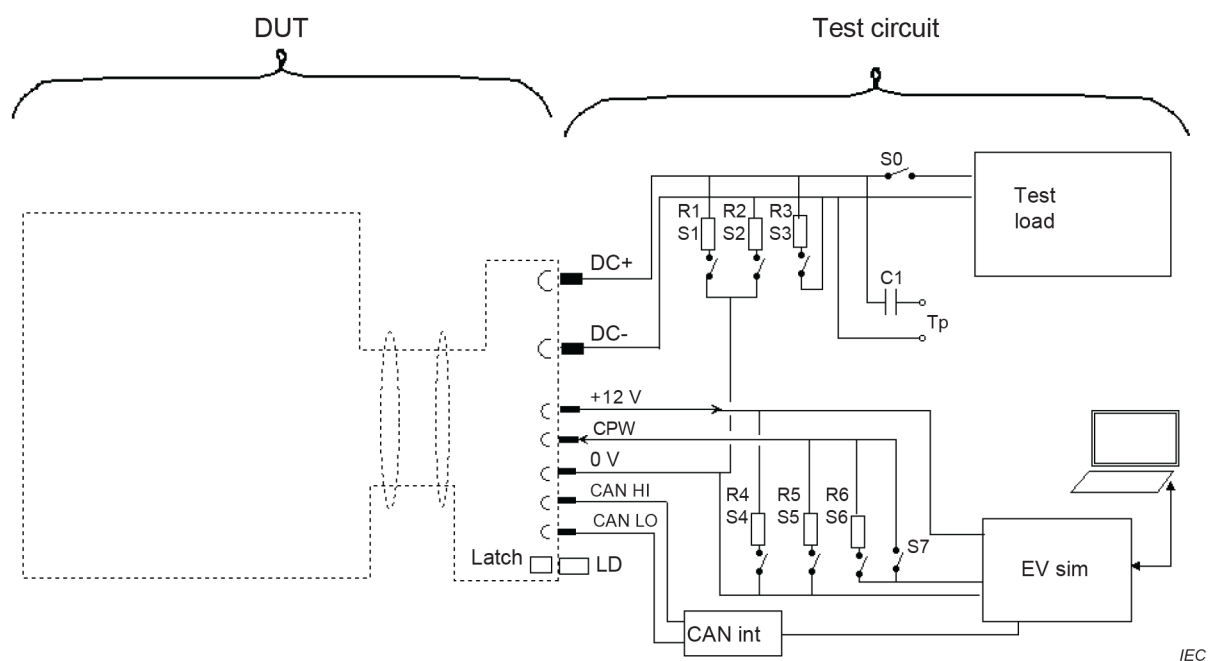 DUT
Test circuit
S0
Test
load
R1
S1
R2
S2
R3
S3
DC+
C1
Tp
DC-
+12 V
CPW
0 V
CAN HI
CAN LO
R4
S4
R5
S5
R6
S6
S7
Latch
LD
EV sim
CAN int
IEC